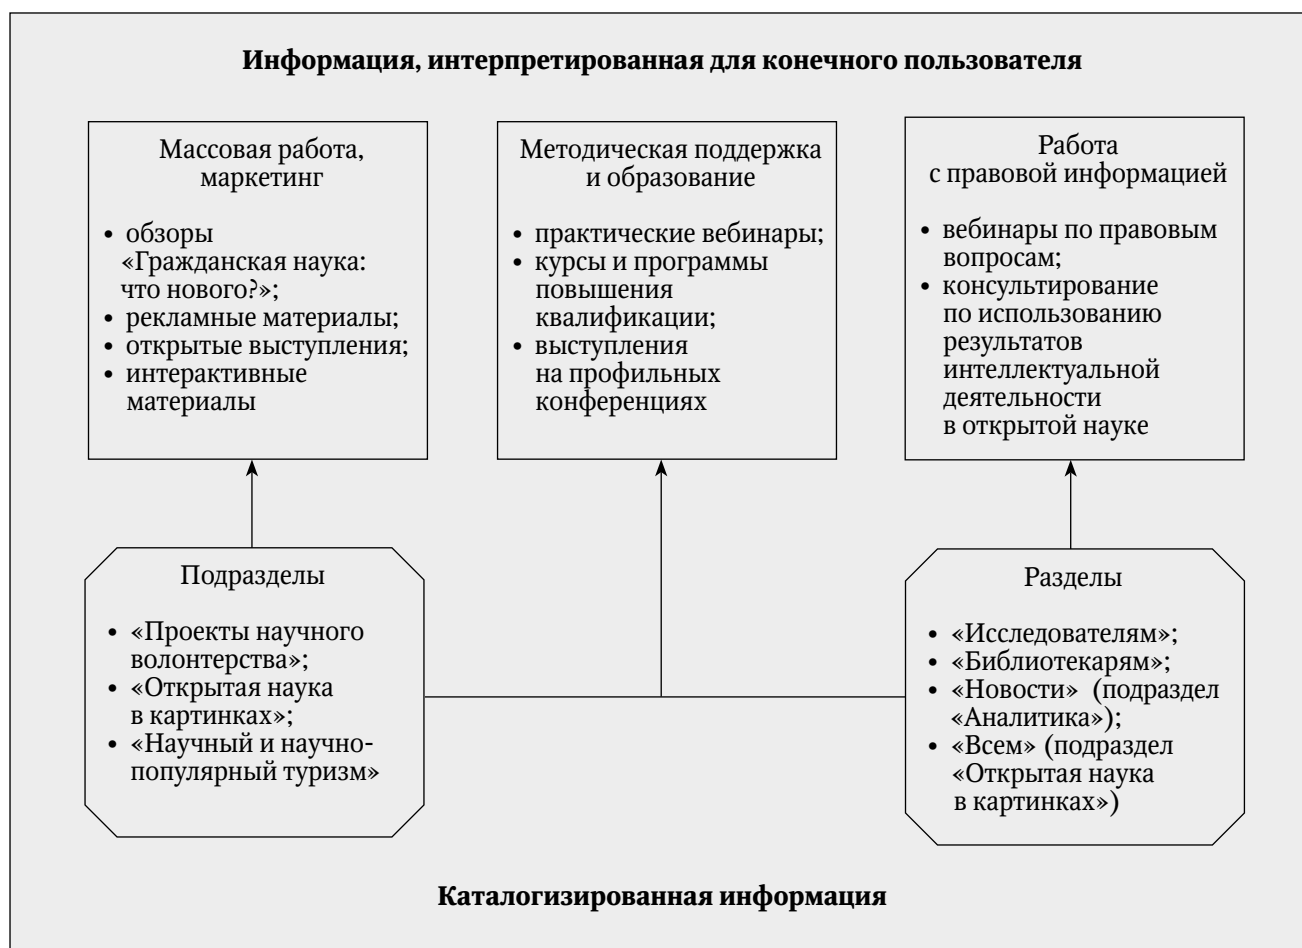 Информация, интерпретированная для конечного пользователя
Массовая работа,
маркетинг
• обзоры
«Гражданская наука:
что нового?»;
• рекламные материалы;
• открытые выступления;
• интерактивные
материалы
Методическая поддержка
и образование
• практические вебинары;
• курсы и программы
повышения
квалификации;
• выступления
на профильных
конференциях
Работа
с правовой информацией
• вебинары по правовым
вопросам;
• консультирование
по использованию
результатов
интеллектуальной
деятельности
в открытой науке
Подразделы
• «Проекты научного
волонтерства»;
• «Открытая наука
в картинках»;
• «Научный и научно-
популярный туризм»
Разделы
• «Исследователям»;
• «Библиотекарям»;
• «Новости» (подраздел
«Аналитика»);
• «Всем» (подраздел
«Открытая наука
в картинках»)
Каталогизированная информация